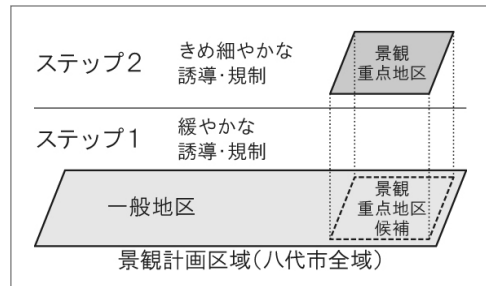 ステップ2
きめ細やかな
誘導･規制
景観
重点地区
ステップ1
緩やかな
誘導･規制
一般地区
景観
重点地区
候補
景観計画区域(八代市全域)